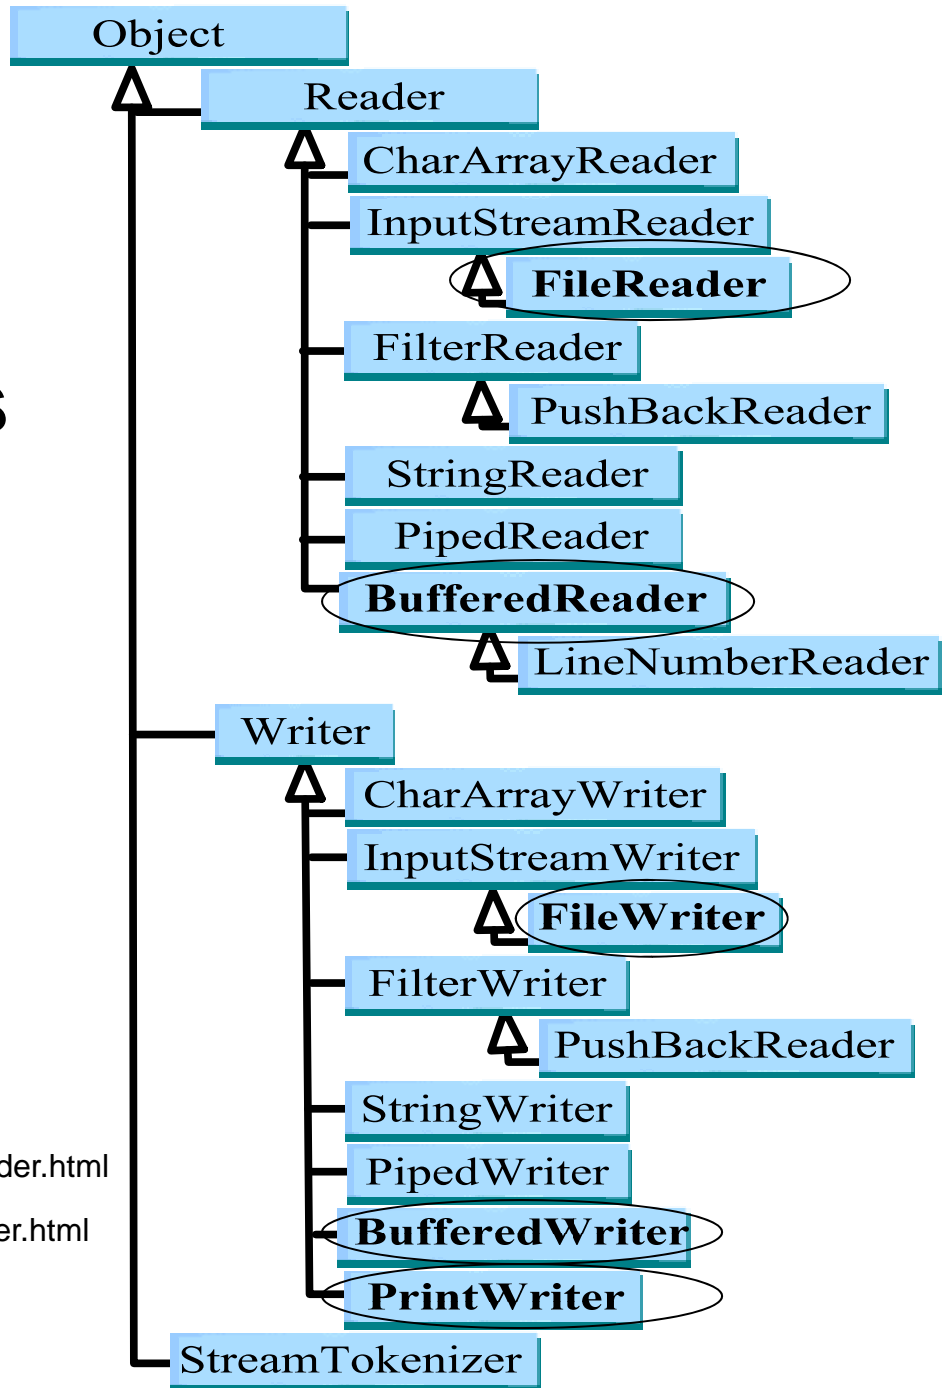 Object
Reader
CharArrayReader
InputStreamReader
FileReader
FilterReader
s
PushBackReader
StringReader
PipedReader
BufferedReader
LineNumberReader
Writer
CharArrayWriter
InputStreamWriter
FileWriter
FilterWriter
PushBackReader
StringWriter
der.html
PipedWriter
er.html
BufferedWriter
PrintWriter
StreamTokenizer